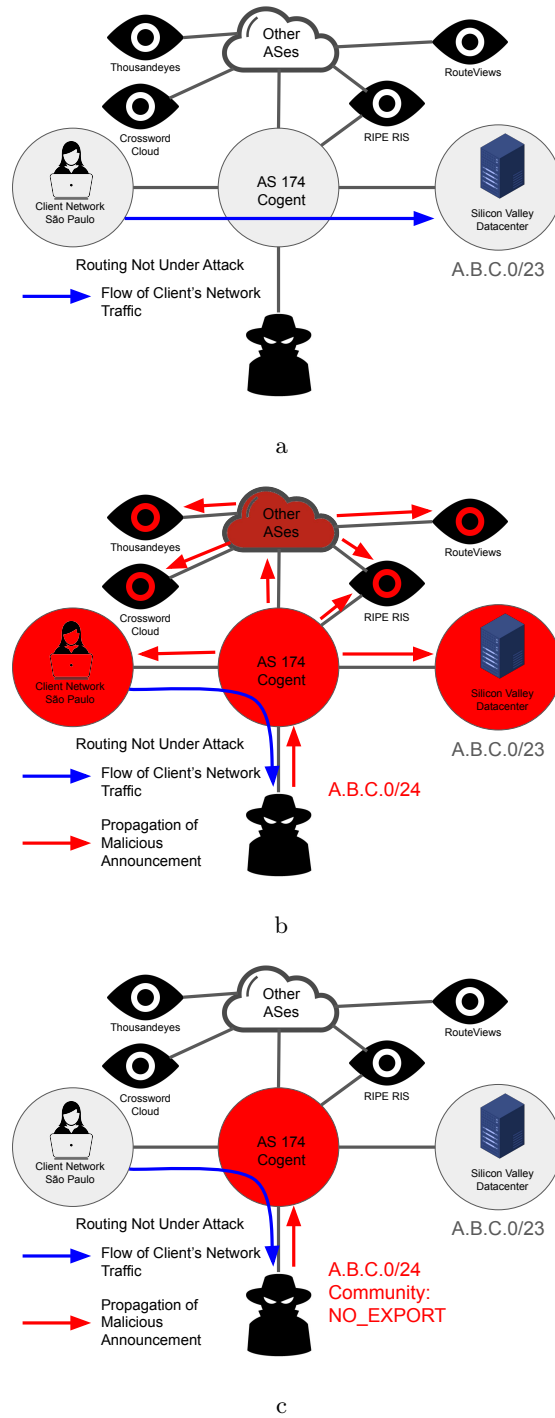 Other
ASes
Thousandeyes
RouteViews
Crossword
Cloud
RIPE RIS
AS 174
Cogent
Client Network
São Paulo
Silicon Valley
Datacenter
A.B.C.0/23
Routing Not Under Attack
Flow of Client's Network
Traffic
a
Other
ASes
Thousandeyes
RouteViews
Crossword
Cloud
RIPE RIS
AS 174
Cogent
Client Network
São Paulo
Silicon Valley
Datacenter
A.B.C.0/23
Routing Not Under Attack
Flow of Client's Network
Traffic
A.B.C.0/24
Propagation of
Malicious
Announcement
b
Other
ASes
Thousandeyes
RouteViews
Crossword
Cloud
RIPE RIS
AS 174
Cogent
Client Network
São Paulo
Silicon Valley
Datacenter
A.B.C.0/23
Routing Not Under Attack
Flow of Client's Network
Traffic
A.B.C.0/24
Community:
NO_EXPORT
Propagation of
Malicious
Announcement
c